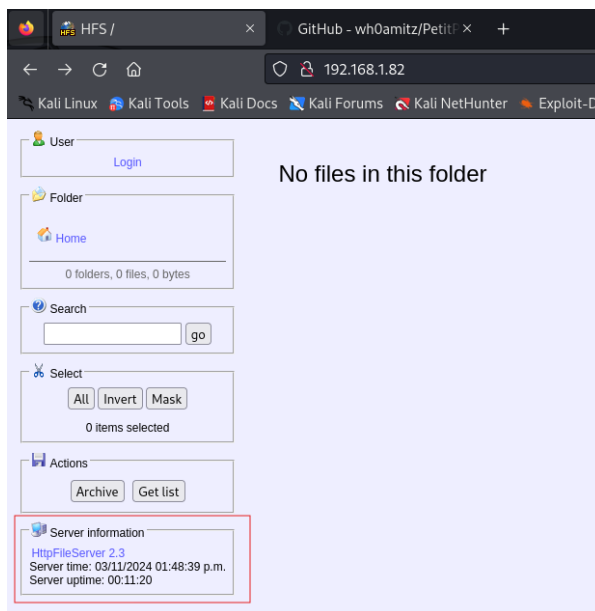 HFS /
GitHub - wh0amitz/PetitP
192.168.1.82
Kali Linux Kali Tools Kali Docs Kali Forums Kali NetHunter Exploit-D
User
Login
No files in this folder
Folder
Home
0 folders, 0 files, 0 bytes
Search
go
Select
All Invert Mask
0 items selected
Actions
Archive Get list
Server information
HttpFileServer 2.3
Server time: 03/11/2024 01:48:39 p.m.
Server uptime: 00:11:20